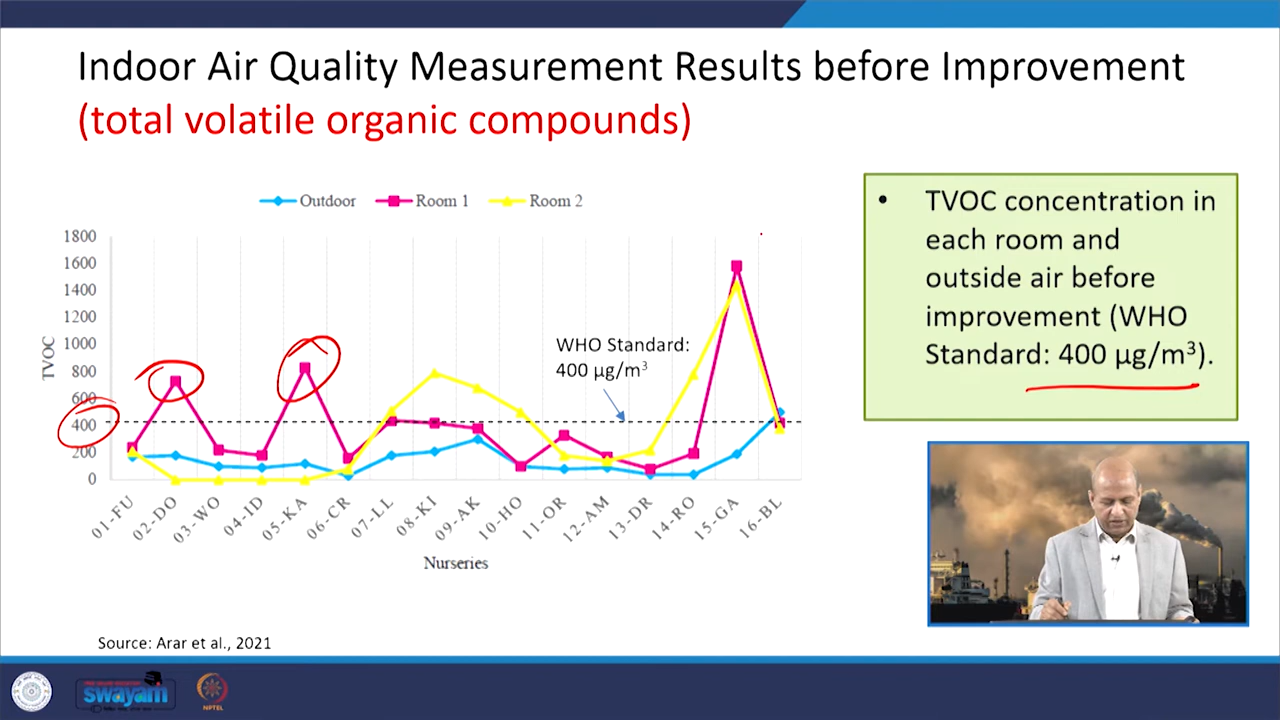 Indoor Air Quality Measurement Results before Improvement
(total volatile organic compounds)
Outdoor Room 1 Room 2
1800
1600
1400
1200
1000
800
600
400
200
0
TVOC
WHO Standard:
400 µg/m³
01-FU 02-DO 03-WO 04-ID 05-KA 06-CR 07-LL 08-KI 09-AK 10-HO 11-OR 12-AM 13-DR 14-RO 15-GA 16-BL
Nurseries
• TVOC concentration in
each room and
outside air before
improvement (WHO
Standard: 400 µg/m³).
Source: Arar et al., 2021
swayam
NPTEL